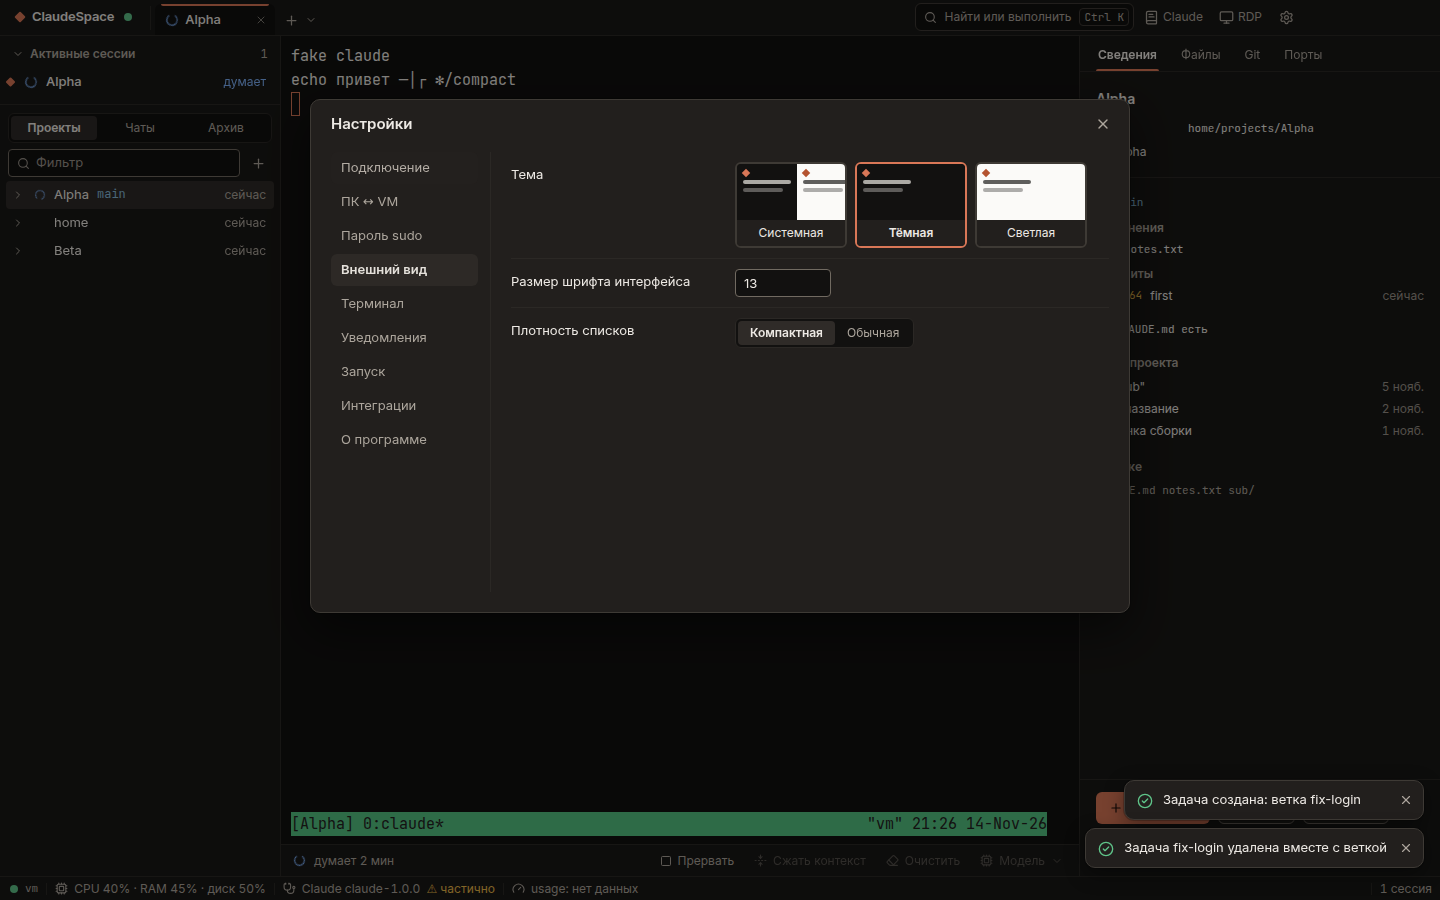 ClaudeSpace
Alpha
Найти или выполнить Ctrl K
Claude
RDP
Активные сессии 1
Alpha думает
Проекты Чаты Архив
Фильтр
Alpha main сейчас
home сейчас
Beta сейчас
fake claude
echo привет —│┌ ✻/compact
[Alpha] 0:claude* "vm" 21:26 14-Nov-26
думает 2 мин
Прервать
Сжать контекст
Очистить
Модель
Настройки
Подключение
ПК ↔ VM
Пароль sudo
Внешний вид
Терминал
Уведомления
Запуск
Интеграции
О программе
Тема
Системная
Тёмная
Светлая
Размер шрифта интерфейса 13
Плотность списков Компактная Обычная
Сведения Файлы Git Порты
Alpha
home/projects/Alpha
first сейчас
есть
5 нояб.
2 нояб.
сборки 1 нояб.
notes.txt sub/
Задача создана: ветка fix-login
Задача fix-login удалена вместе с веткой
vm
CPU 40% · RAM 45% · диск 50%
Claude claude-1.0.0 ⚠ частично
usage: нет данных
1 сессия